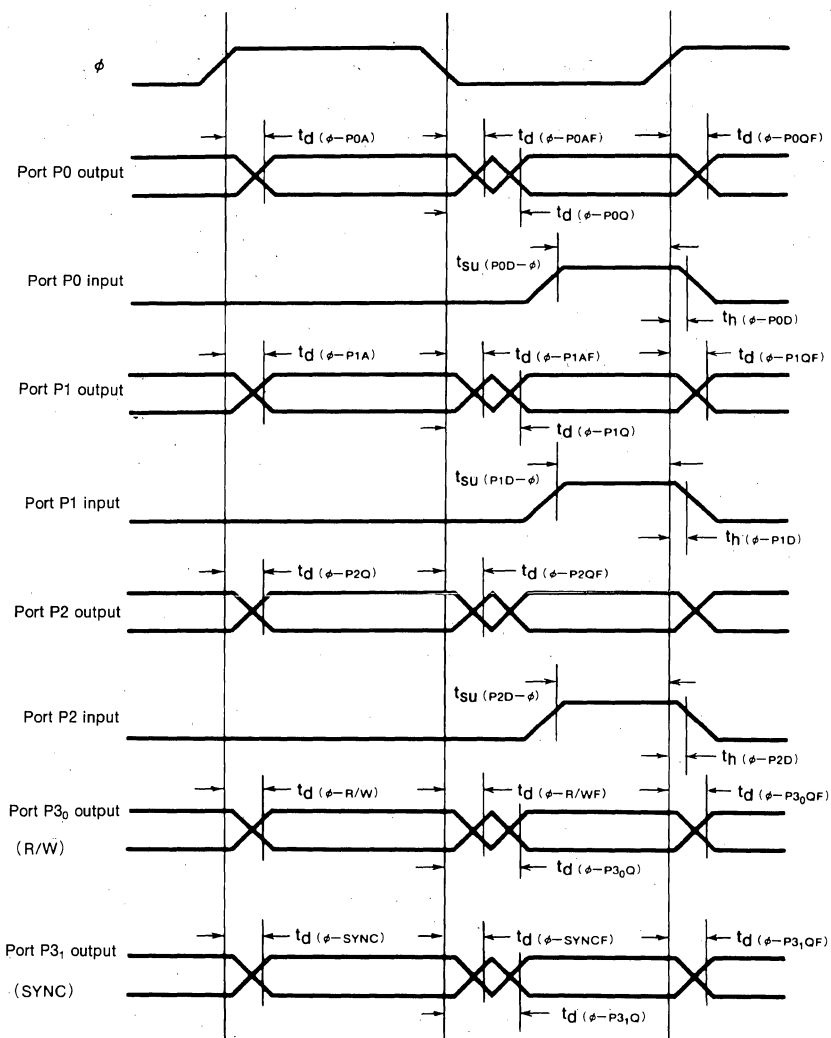 ϕ
td (ϕ−P0A) td (ϕ−P0AF) td (ϕ−P0QF)
Port P0 output
td (ϕ−P0Q)
tsu (P0D−ϕ)
Port P0 input
th (ϕ−P0D)
td (ϕ−P1A) td (ϕ−P1AF) td (ϕ−P1QF)
Port P1 output
td (ϕ−P1Q)
tsu (P1D−ϕ)
Port P1 input
th (ϕ−P1D)
td (ϕ−P2Q) td (ϕ−P2QF)
Port P2 output
tsu (P2D−ϕ)
Port P2 input
th (ϕ−P2D)
td (ϕ−R/W) td (ϕ−R/WF) td (ϕ−P3₀QF)
Port P3₀ output
(R/W)
td (ϕ−P3₀Q)
td (ϕ−SYNC) td (ϕ−SYNCF) td (ϕ−P3₁QF)
Port P3₁ output
(SYNC)
td (ϕ−P3₁Q)